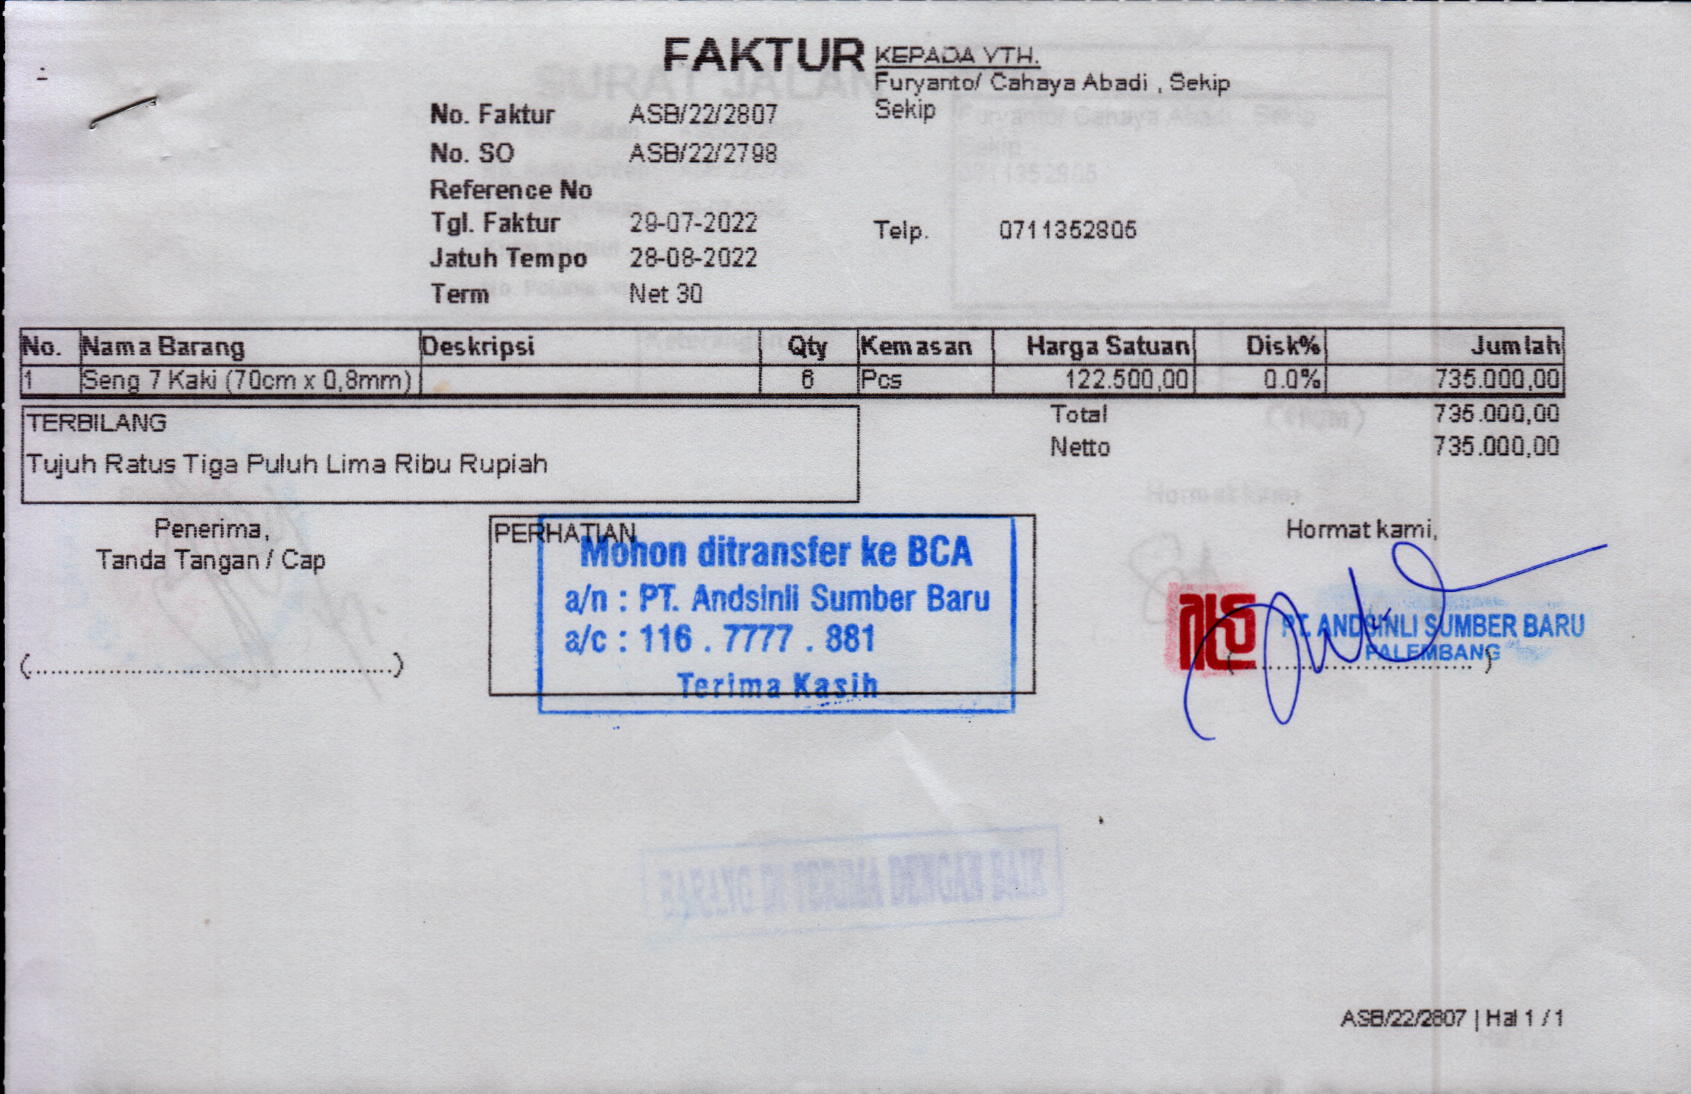 FAKTUR
KEPADA YTH.
Furyanto/ Cahaya Abadi , Sekip
Sekip
No. Faktur ASB/22/2807
No. SO ASB/22/2798
Reference No
Tgl. Faktur 29-07-2022
Telp. 0711352805
Jatuh Tempo 28-08-2022
Term Net 30
No. Nama Barang Deskripsi Qty Kemasan Harga Satuan Disk% Jumlah
1 Seng 7 Kaki (70cm x 0,8mm) 6 Pcs 122.500,00 0.0% 735.000,00
Total 735.000,00
Netto 735.000,00
TERBILANG
Tujuh Ratus Tiga Puluh Lima Ribu Rupiah
Penerima,
Tanda Tangan / Cap
(.....................................................)
PERHATIAN
Mohon ditransfer ke BCA
a/n : PT. Andsinli Sumber Baru
a/c : 116 . 7777 . 881
Terima Kasih
Hormat kami,
PT. ANDSINLI SUMBER BARU
PALEMBANG
ASB/22/2807 | Hal 1 / 1
SURAT JALAN
BARANG DI TERIMA DENGAN BAIK